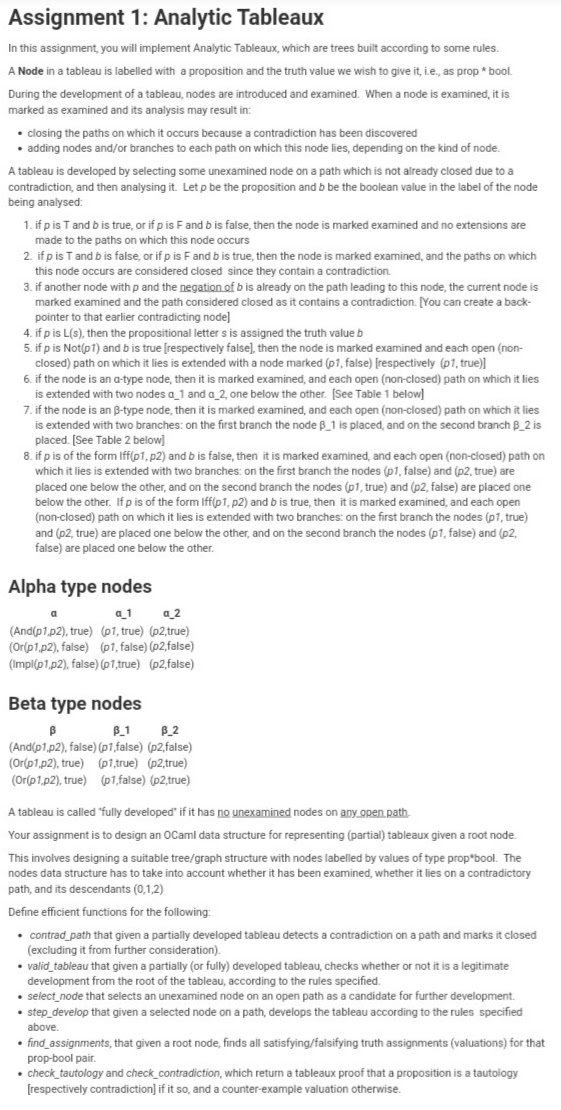 Assignment 1: Analytic Tableaux
In this assignment, you will implement Analytic Tableaux, which are trees built according to some rules.
A Node in a tableau is labelled with a proposition and the truth value we wish to give it, i.e., as prop * bool.
During the development of a tableau, nodes are introduced and examined. When a node is examined, it is
marked as examined and its analysis may result in:
• closing the paths on which it occurs because a contradiction has been discovered
• adding nodes and/or branches to each path on which this node lies, depending on the kind of node.
A tableau is developed by selecting some unexamined node on a path which is not already closed due to a
contradiction, and then analysing it. Let p be the proposition and b be the boolean value in the label of the node
being analysed:
1. if p is T and b is true, or if p is F and b is false, then the node is marked examined and no extensions are
made to the paths on which this node occurs
2. if p is T and b is false, or if p is F and b is true, then the node is marked examined, and the paths on which
this node occurs are considered closed since they contain a contradiction.
3. if another node with p and the negation of b is already on the path leading to this node, the current node is
marked examined and the path considered closed as it contains a contradiction. [You can create a back-
pointer to that earlier contradicting node]
4. if p is L(s), then the propositional letter s is assigned the truth value b
5. if p is Not(p1) and b is true [respectively false], then the node is marked examined and each open (non-
closed) path on which it lies is extended with a node marked (p1, false) [respectively (p1, true)]
6. if the node is an α-type node, then it is marked examined, and each open (non-closed) path on which it lies
is extended with two nodes α_1 and α_2, one below the other. [See Table 1 below]
7. if the node is an β-type node, then it is marked examined, and each open (non-closed) path on which it lies
is extended with two branches: on the first branch the node β_1 is placed, and on the second branch β_2 is
placed. [See Table 2 below]
8. if p is of the form Iff(p1, p2) and b is false, then it is marked examined, and each open (non-closed) path on
which it lies is extended with two branches: on the first branch the nodes (p1, false) and (p2, true) are
placed one below the other, and on the second branch the nodes (p1, true) and (p2, false) are placed one
below the other. If p is of the form Iff(p1, p2) and b is true, then it is marked examined, and each open
(non-closed) path on which it lies is extended with two branches: on the first branch the nodes (p1, true)
and (p2, true) are placed one below the other, and on the second branch the nodes (p1, false) and (p2,
false) are placed one below the other.
Alpha type nodes
α α_1 α_2
(And(p1,p2), true) (p1, true) (p2,true)
(Or(p1,p2), false) (p1, false) (p2,false)
(Impl(p1,p2), false) (p1,true) (p2,false)
Beta type nodes
β β_1 β_2
(And(p1,p2), false) (p1,false) (p2,false)
(Or(p1,p2), true) (p1,true) (p2,true)
(Or(p1,p2), true) (p1,false) (p2,true)
A tableau is called "fully developed" if it has no unexamined nodes on any open path.
Your assignment is to design an OCaml data structure for representing (partial) tableaux given a root node.
This involves designing a suitable tree/graph structure with nodes labelled by values of type prop*bool. The
nodes data structure has to take into account whether it has been examined, whether it lies on a contradictory
path, and its descendants (0,1,2)
Define efficient functions for the following:
• contrad_path that given a partially developed tableau detects a contradiction on a path and marks it closed
(excluding it from further consideration).
• valid_tableau that given a partially (or fully) developed tableau, checks whether or not it is a legitimate
development from the root of the tableau, according to the rules specified.
• select_node that selects an unexamined node on an open path as a candidate for further development.
• step_develop that given a selected node on a path, develops the tableau according to the rules specified
above.
• find_assignments, that given a root node, finds all satisfying/falsifying truth assignments (valuations) for that
prop-bool pair.
• check_tautology and check_contradiction, which return a tableaux proof that a proposition is a tautology
[respectively contradiction] if it so, and a counter-example valuation otherwise.